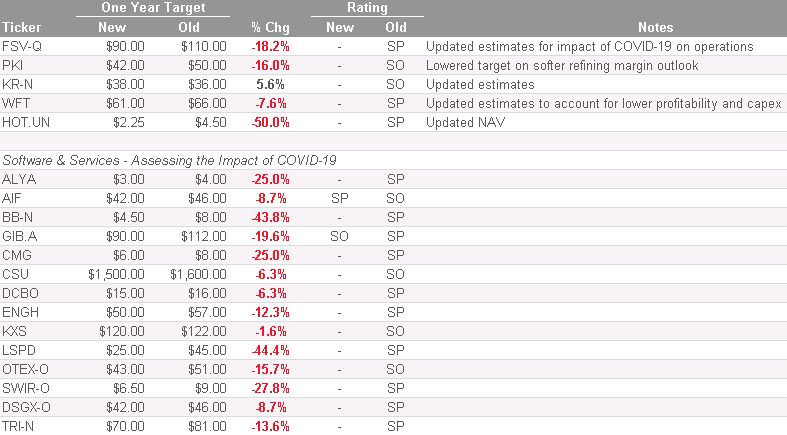 One Year Target Rating
Ticker New Old % Chg New Old Notes
FSV-Q $90.00 $110.00 -18.2% - SP Updated estimates for impact of COVID-19 on operations
PKI $42.00 $50.00 -16.0% - SO Lowered target on softer refining margin outlook
KR-N $38.00 $36.00 5.6% - SO Updated estimates
WFT $61.00 $66.00 -7.6% - SP Updated estimates to account for lower profitability and capex
HOT.UN $2.25 $4.50 -50.0% - SP Updated NAV
Software & Services - Assessing the Impact of COVID-19
ALYA $3.00 $4.00 -25.0% - SP
AIF $42.00 $46.00 -8.7% SP SO
BB-N $4.50 $8.00 -43.8% - SP
GIB.A $90.00 $112.00 -19.6% SO SP
CMG $6.00 $8.00 -25.0% - SP
CSU $1,500.00 $1,600.00 -6.3% - SO
DCBO $15.00 $16.00 -6.3% - SP
ENGH $50.00 $57.00 -12.3% - SP
KXS $120.00 $122.00 -1.6% - SO
LSPD $25.00 $45.00 -44.4% - SP
OTEX-O $43.00 $51.00 -15.7% - SO
SWIR-O $6.50 $9.00 -27.8% - SP
DSGX-O $42.00 $46.00 -8.7% - SP
TRI-N $70.00 $81.00 -13.6% - SP